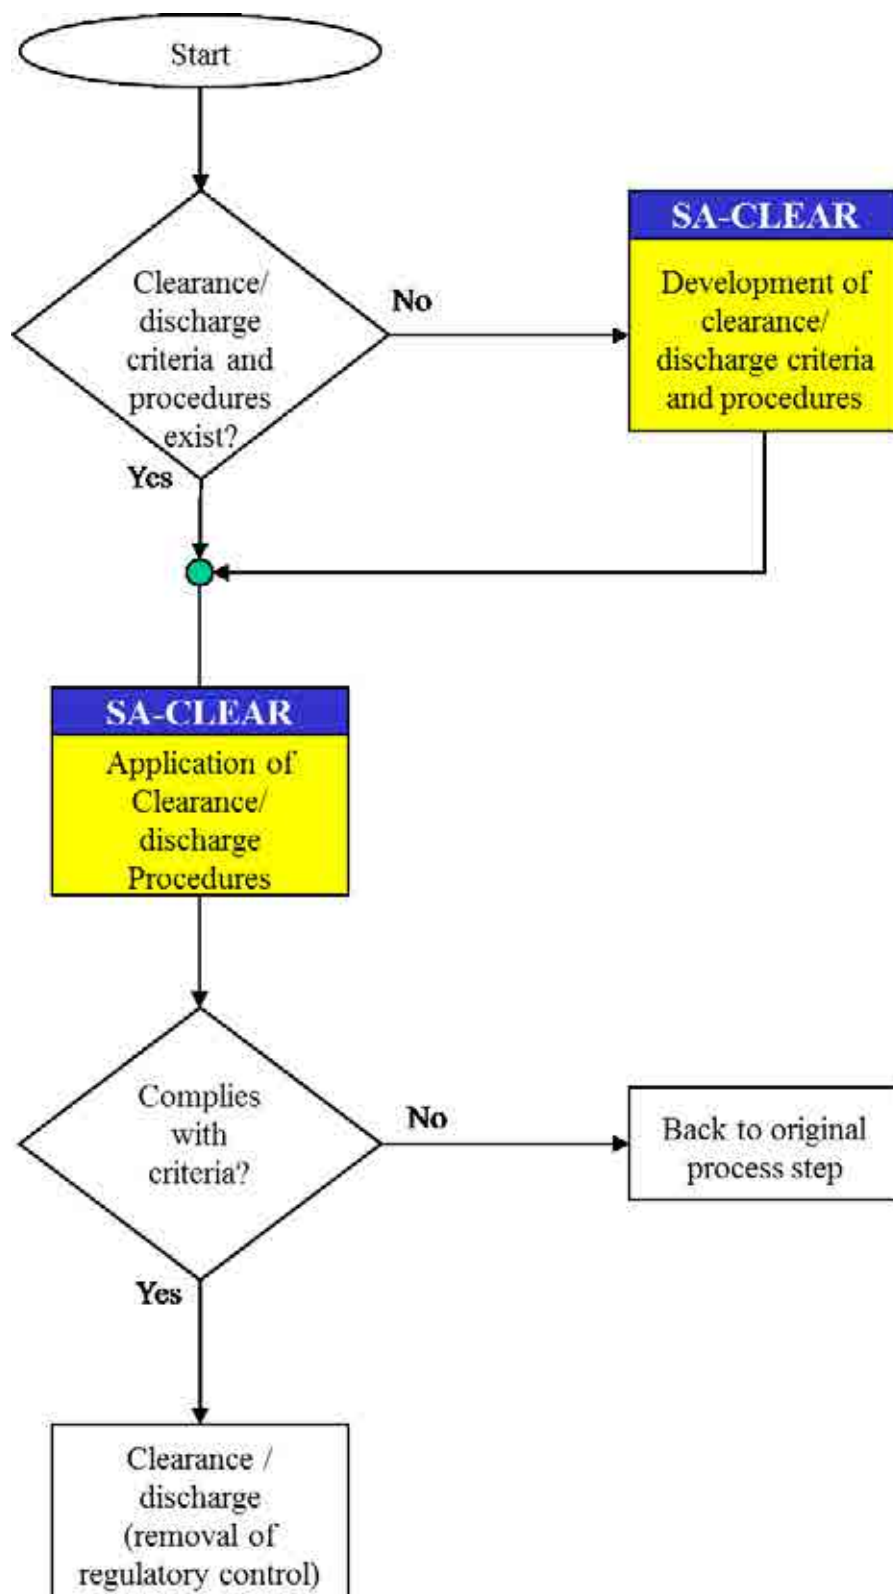 Start
Clearance/
discharge
criteria and
procedures
exist?
No
SA-CLEAR
Development of
clearance/
discharge criteria
and procedures
Yes
SA-CLEAR
Application of
Clearance/
discharge
Procedures
Complies
with
criteria?
No
Back to original
process step
Yes
Clearance /
discharge
(removal of
regulatory control)